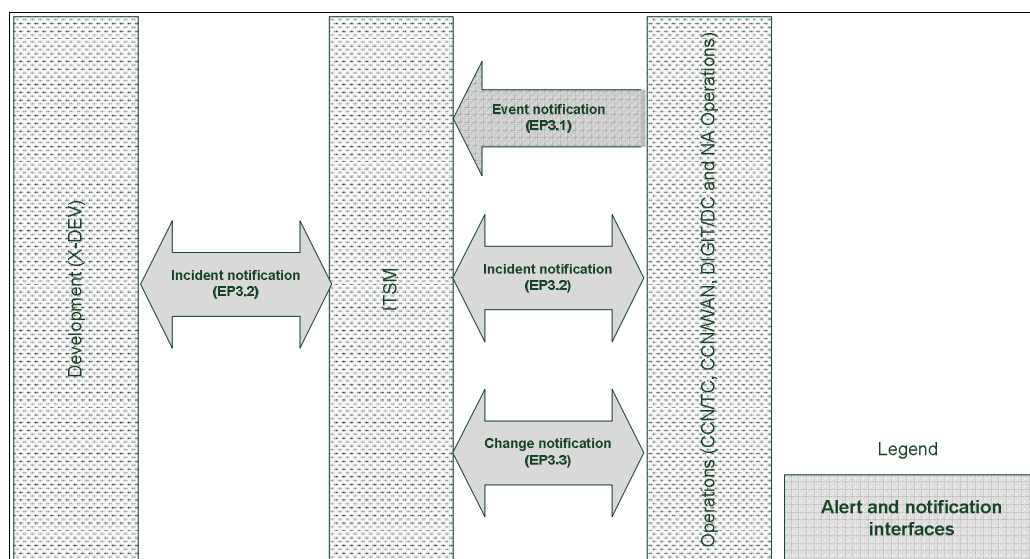 Development (X-DEV)
Incident notification
(EP3.2)
ITSM
Event notification
(EP3.1)
Incident notification
(EP3.2)
Change notification
(EP3.3)
Operations (CCN/TC, CCN/WAN, DIGIT/DC and NA Operations)
Legend
Alert and notification
interfaces